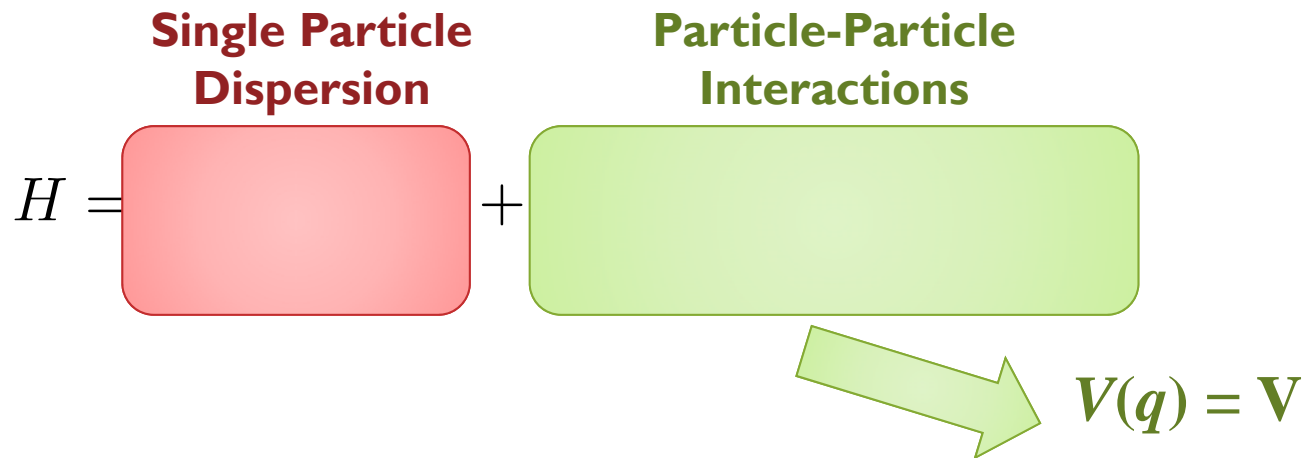 Single Particle
Dispersion
Particle-Particle
Interactions
H = +
V(q) = V